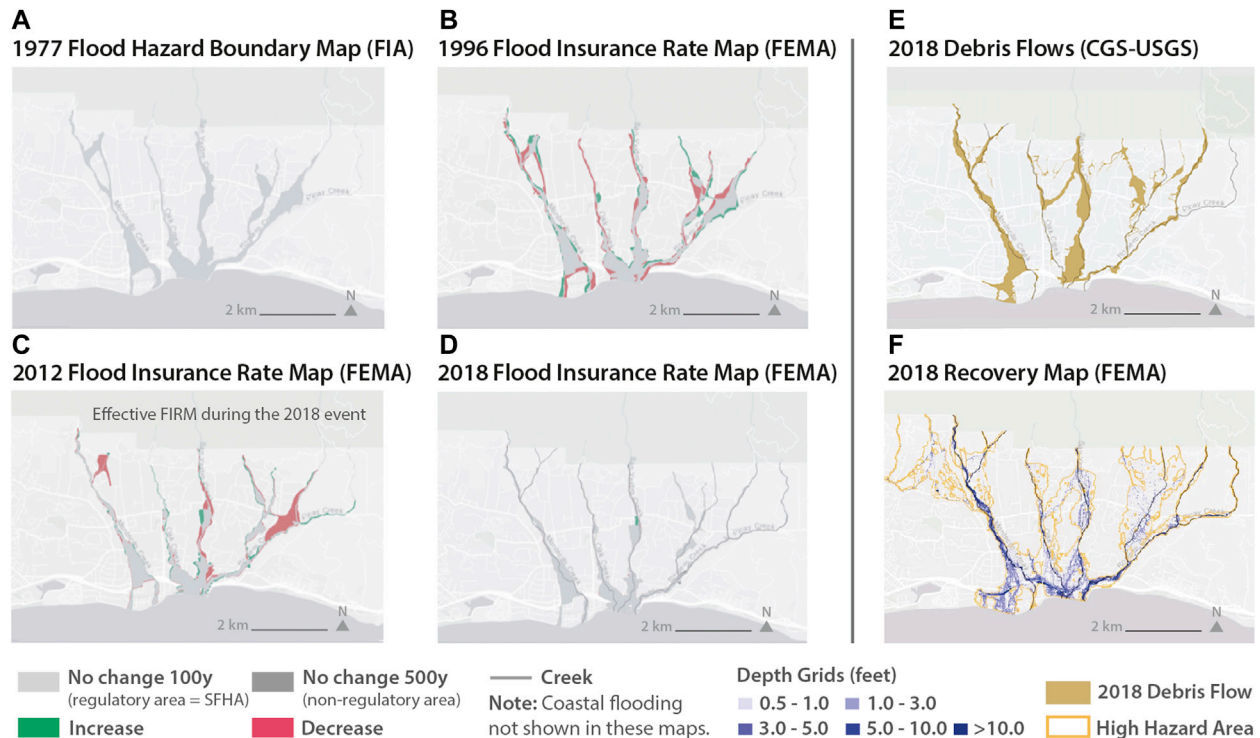 A
1977 Flood Hazard Boundary Map (FIA)
2 km
N
B
1996 Flood Insurance Rate Map (FEMA)
2 km
N
E
2018 Debris Flows (CGS-USGS)
2 km
N
C
2012 Flood Insurance Rate Map (FEMA)
Effective FIRM during the 2018 event
2 km
N
D
2018 Flood Insurance Rate Map (FEMA)
2 km
N
F
2018 Recovery Map (FEMA)
2 km
N
No change 100y
(regulatory area = SFHA)
Increase
No change 500y
(non-regulatory area)
Decrease
Creek
Note: Coastal flooding
not shown in these maps.
Depth Grids (feet)
0.5 - 1.0 1.0 - 3.0
3.0 - 5.0 5.0 - 10.0 >10.0
2018 Debris Flow
High Hazard Area